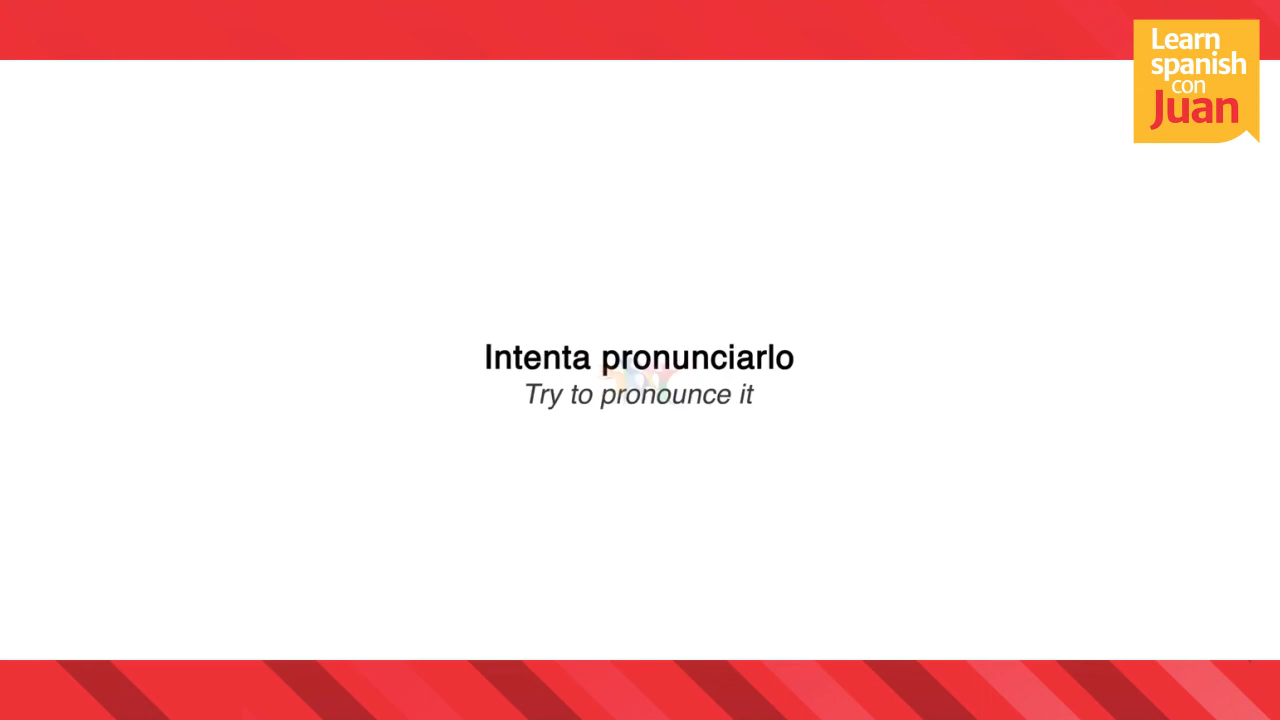 Learn
spanish
con
Juan
Intenta pronunciarlo
Try to pronounce it